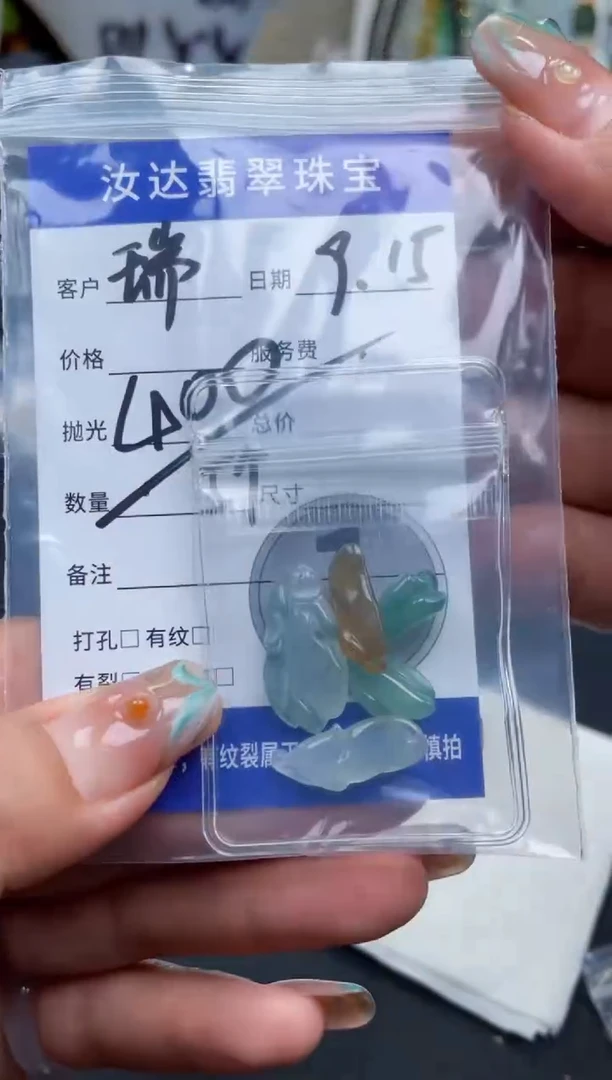 汝达翡翠珠宝
客户 瑞 日期 9.15
价格 服务费
抛光 400 总价
数量 尺寸
备注
打孔□ 有纹□
有裂□ □
有纹裂属 慎拍